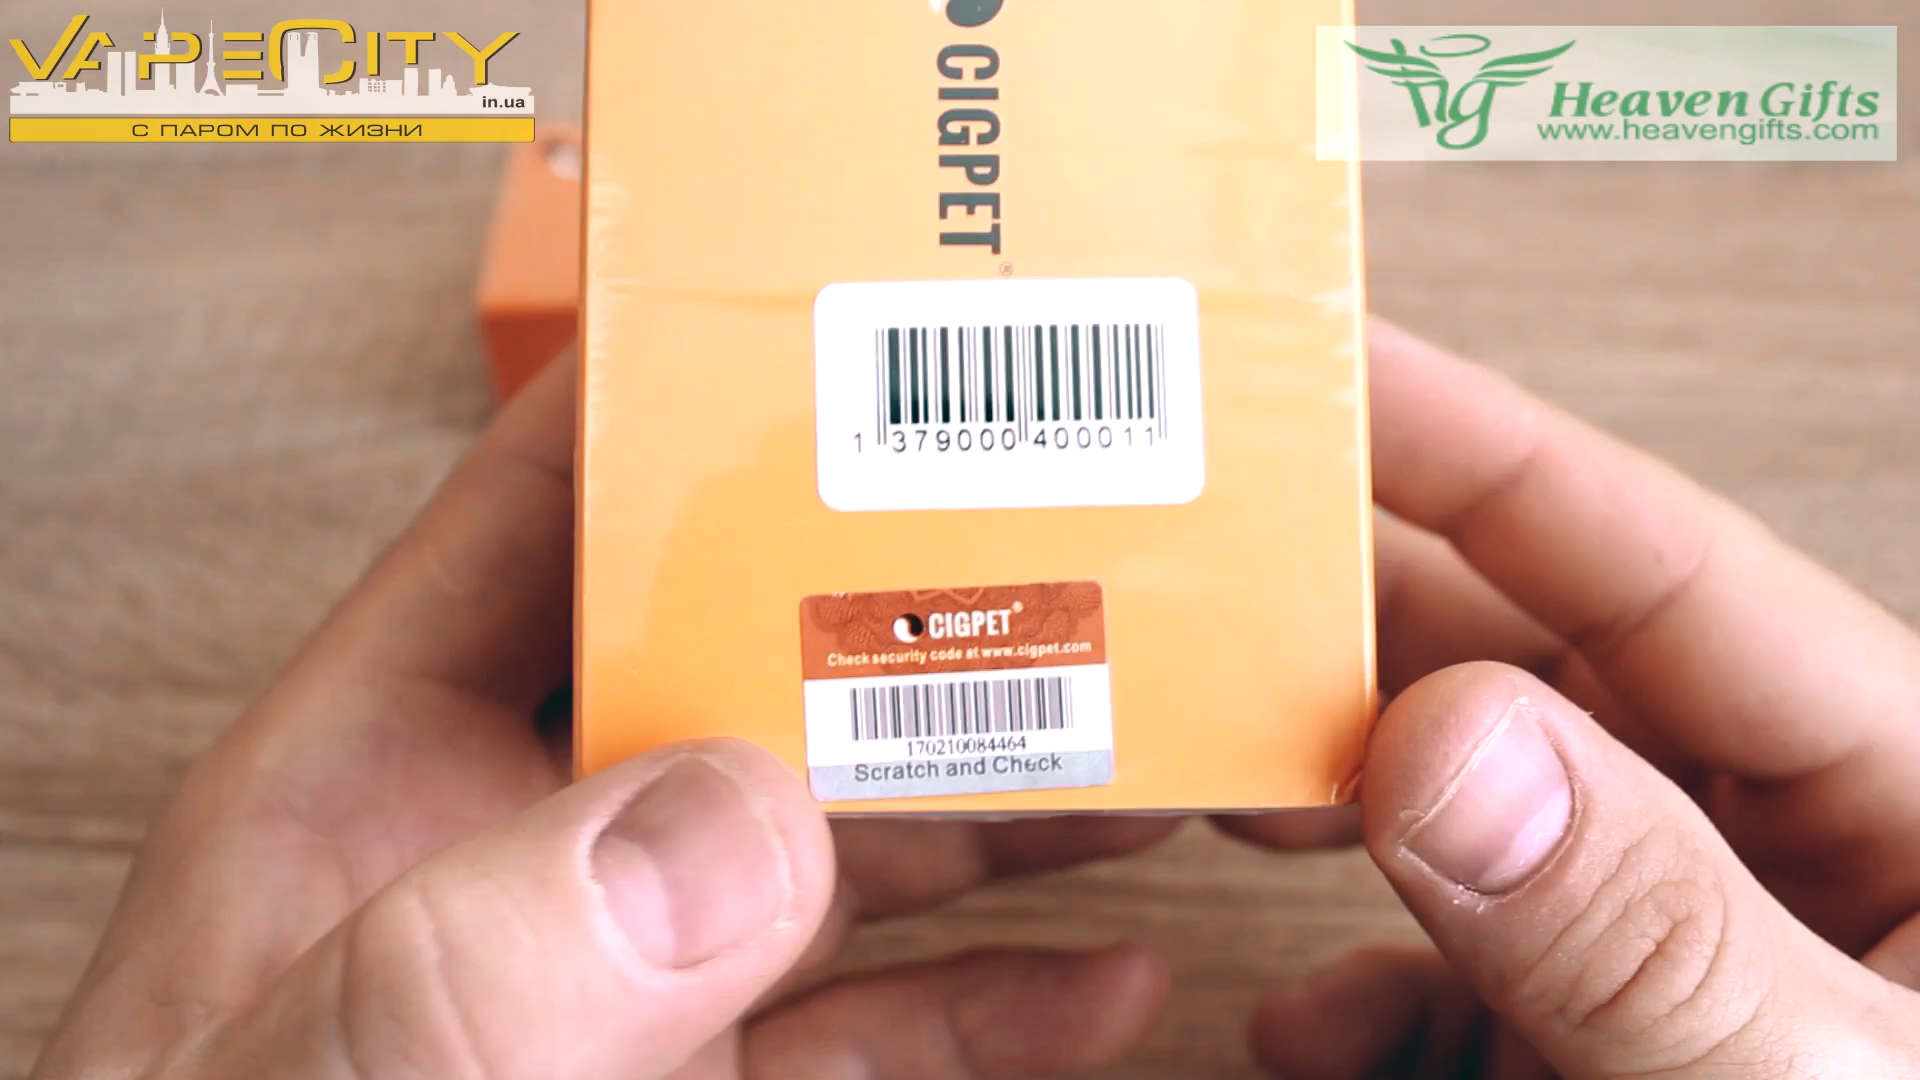 VAPECITY
in.ua
С ПАРОМ ПО ЖИЗНИ
hg Heaven Gifts
www.heavengifts.com
CIGPET®
1 379000 400011
CIGPET®
Check security code at www.cigpet.com
170210084464
Scratch and Check